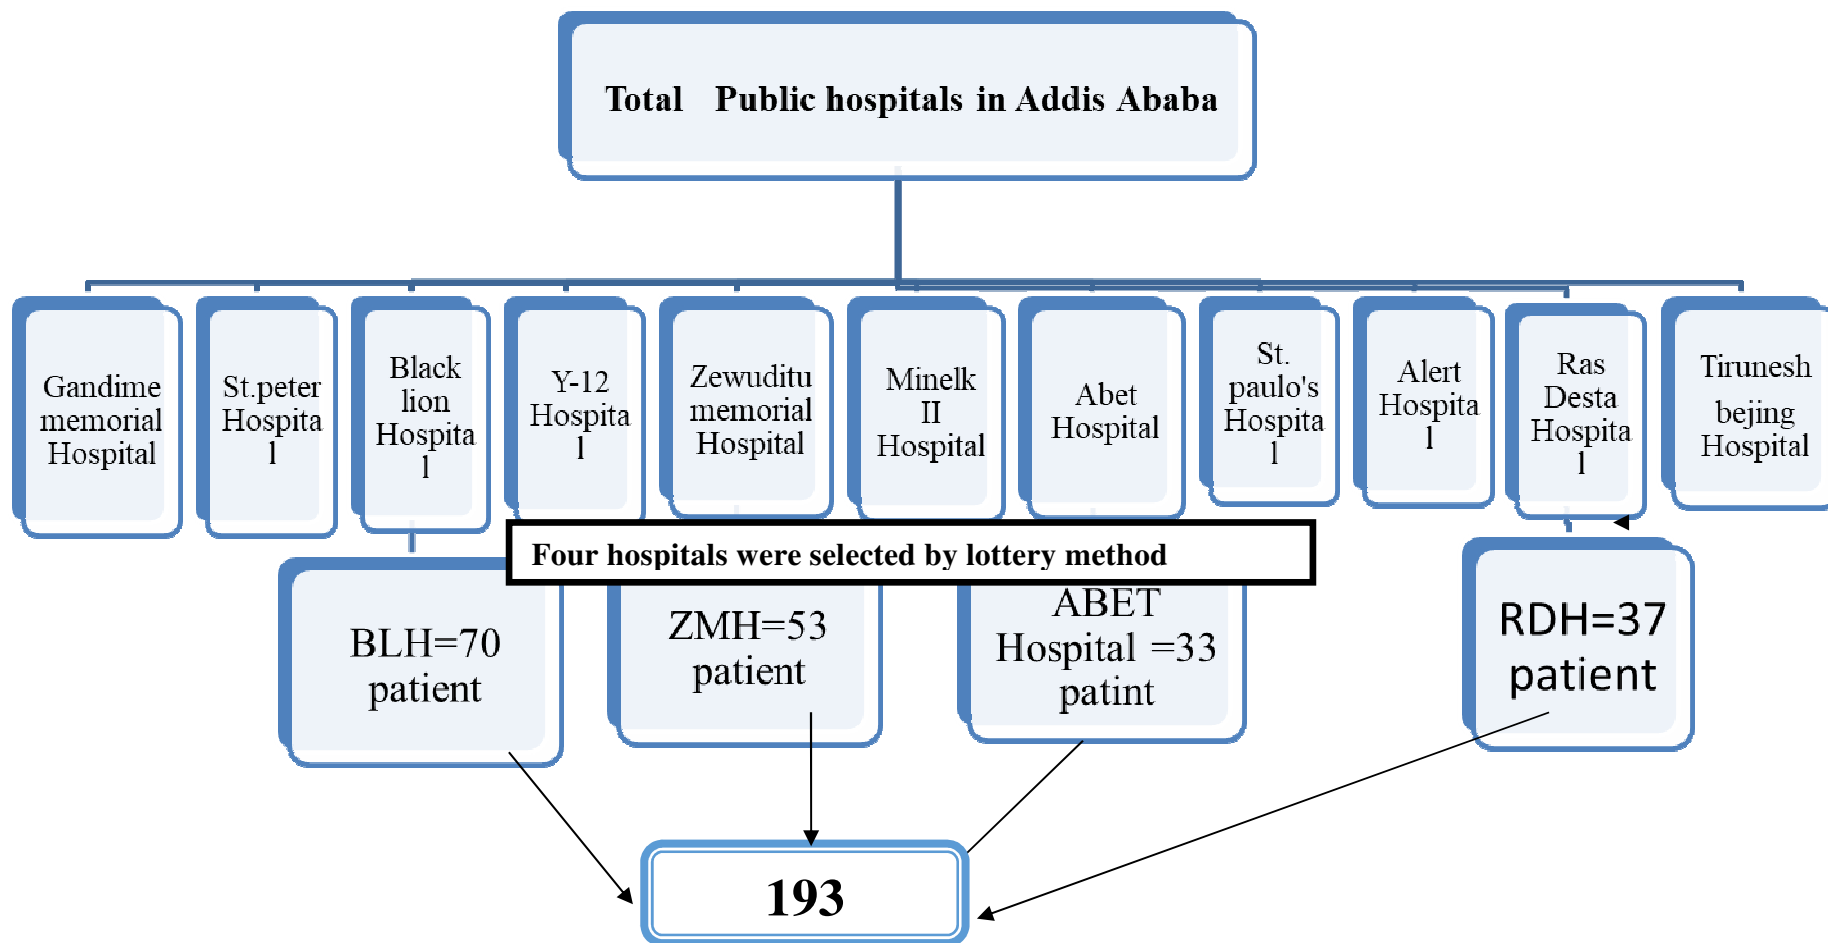 Total Public hospitals in Addis Ababa
Gandime
memorial
Hospital
St.peter
Hospita
l
Black
lion
Hospita
l
Y-12
Hospita
l
Zewuditu
memorial
Hospital
Minelk
II
Hospital
Abet
Hospital
St.
paulo's
Hospita
l
Alert
Hospita
l
Ras
Desta
Hospita
l
Tirunesh
bejing
Hospital
Four hospitals were selected by lottery method
BLH=70
patient
ZMH=53
patient
ABET
Hospital =33
patint
RDH=37
patient
193